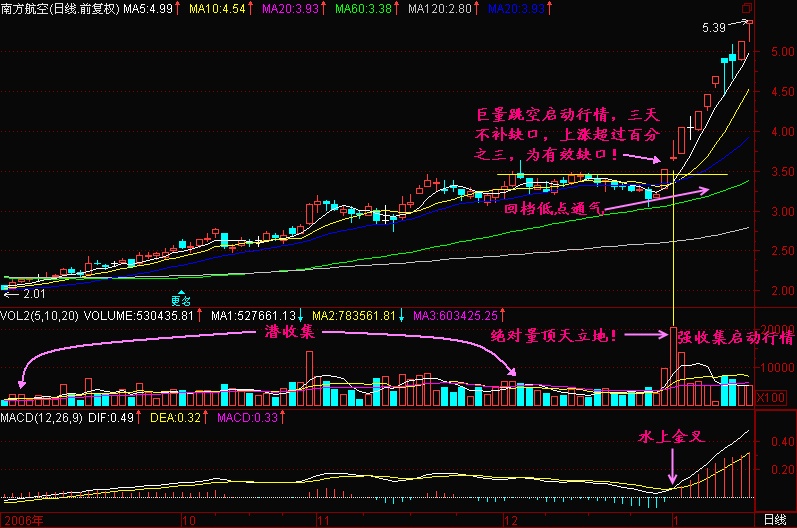 南方航空(日线.前复权) MA5:4.99 MA10:4.54 MA20:3.93 MA60:3.38 MA120:2.80 MA20:3.93
5.39
5.00
4.50
巨量跳空启动行情，三天
不补缺口，上涨超过百分
之三，为有效缺口！
4.00
3.50
回挡低点通气
3.00
2.50
2.01
更名
2.00
VOL2(5,10,20) VOLUME:530435.81 MA1:527661.13 MA2:783561.81 MA3:603425.25
潜收集
绝对量顶天立地！
强收集启动行情
20000
10000
X100
MACD(12,26,9) DIF:0.49 DEA:0.32 MACD:0.33
水上金叉
0.40
0.20
2006年 10 11 12 1 日线